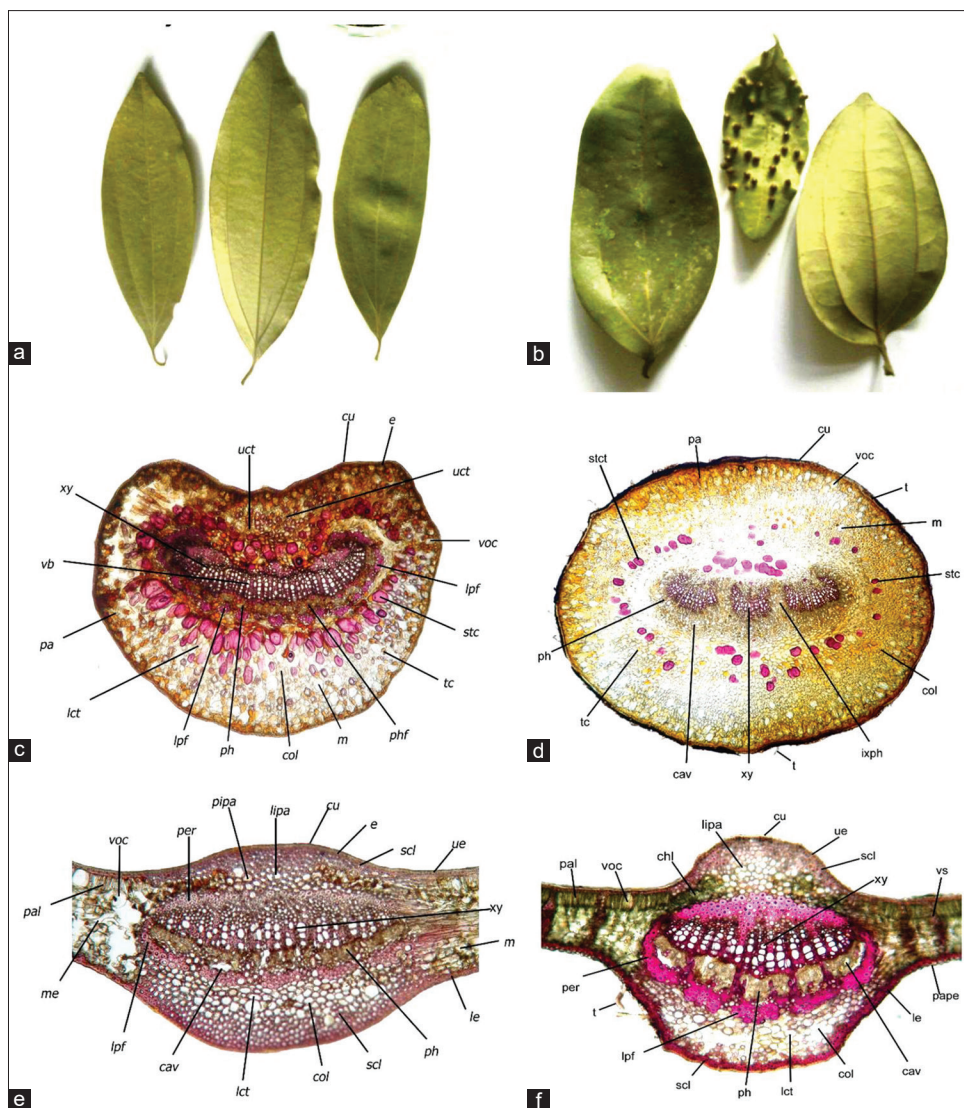 a
b
cu
e
uct
uct
xy
voc
vb
lpf
stc
pa
tc
lct
lpf
ph
col
m
phf
c
cu
pa
voc
stct
t
m
stc
ph
col
tc
ixph
cav
xy
t
d
pipa
lipa
cu
per
e
voc
scl
ue
pal
xy
m
me
le
lpf
cav
lct
col
scl
ph
e
cu
lipa
ue
chl
scl
pal
voc
xy
vs
per
pape
t
le
lpf
cav
scl
ph
lct
col
f